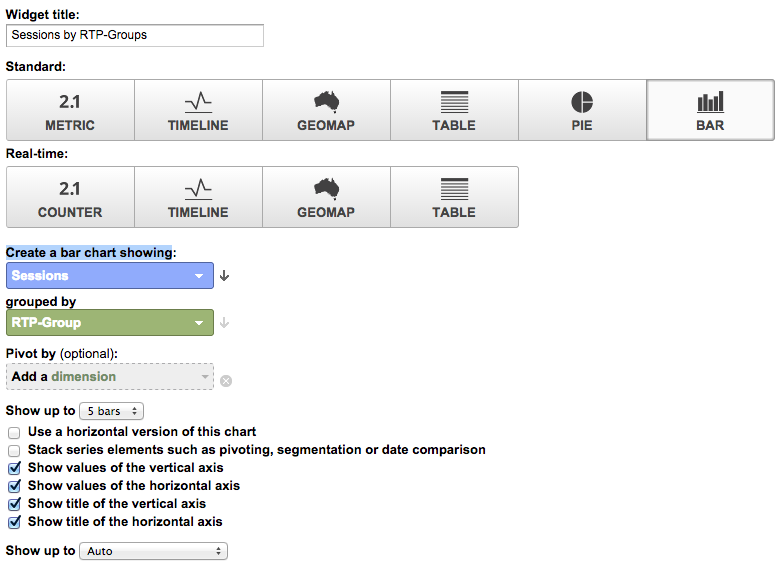 Widget title:
Sessions by RTP-Groups
Standard:
2.1
METRIC TIMELINE GEOMAP TABLE PIE BAR
Real-time:
2.1
COUNTER TIMELINE GEOMAP TABLE
Create a bar chart showing:
Sessions
grouped by
RTP-Group
Pivot by (optional):
Add a dimension
Show up to 5 bars
Use a horizontal version of this chart
Stack series elements such as pivoting, segmentation or date comparison
Show values of the vertical axis
Show values of the horizontal axis
Show title of the vertical axis
Show title of the horizontal axis
Show up to Auto